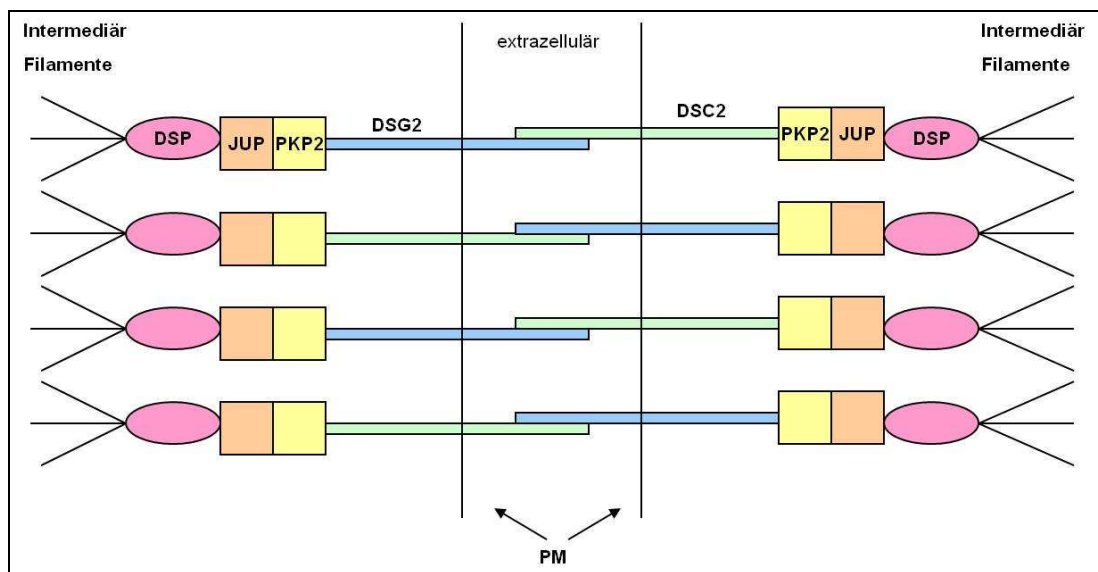 Intermediär
Filamente
extrazellulär
Intermediär
Filamente
DSG2
DSC2
DSP
JUP
PKP2
PKP2
JUP
DSP
PM